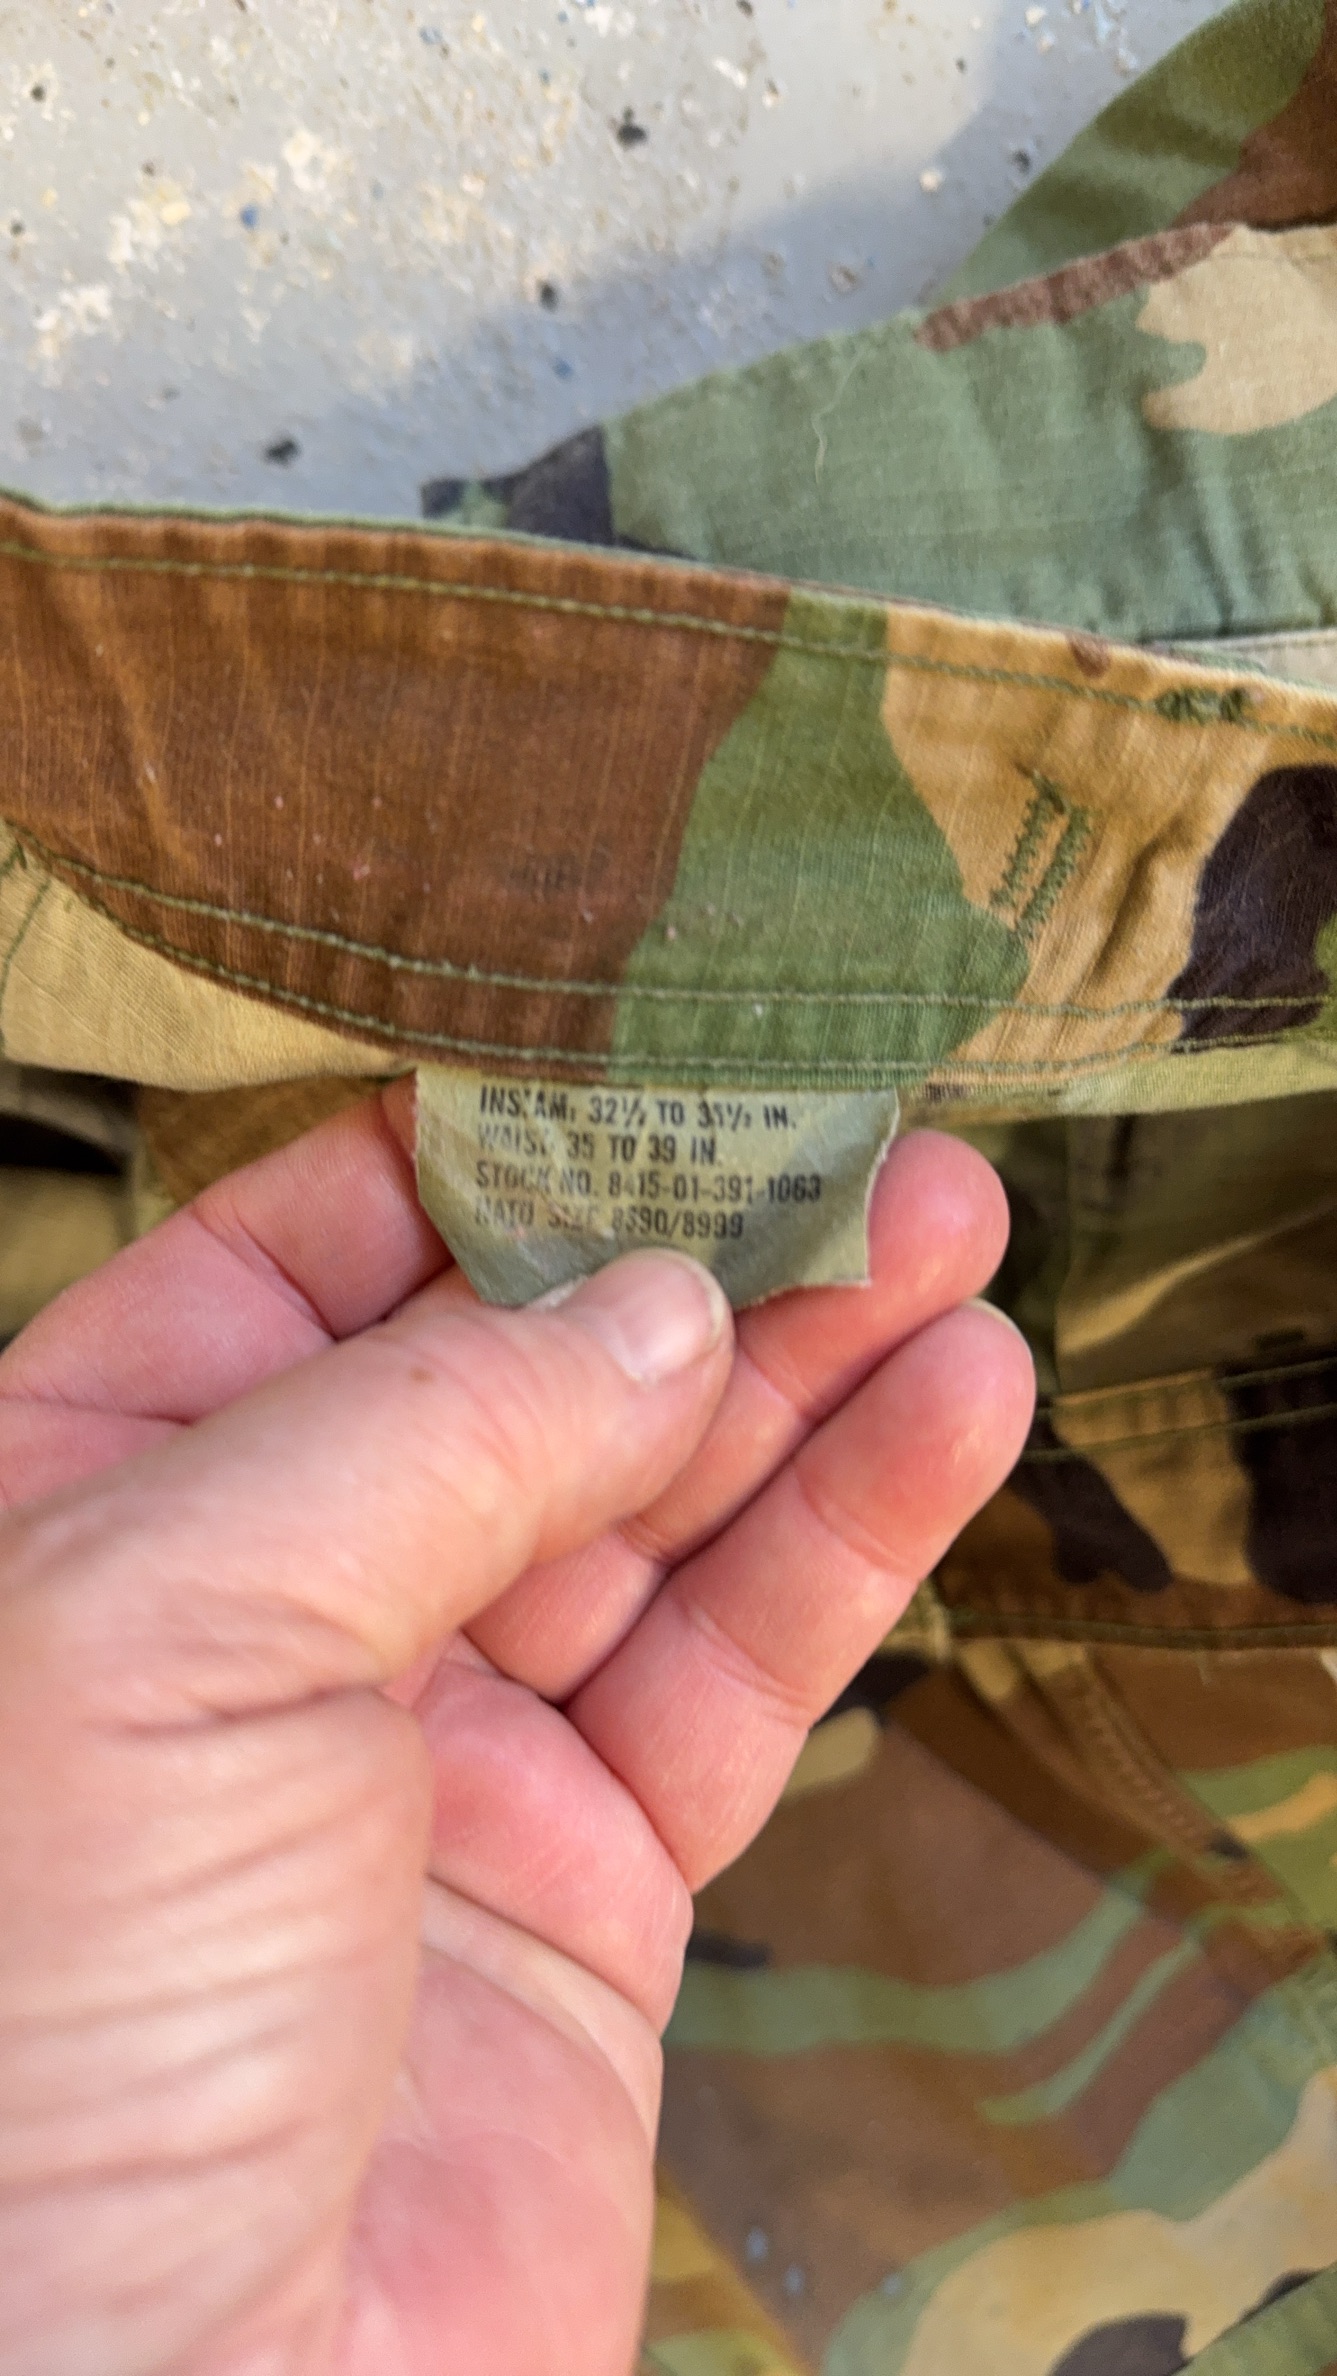 INSEAM: 32½ TO 35½ IN.
WAIST 35 TO 39 IN.
STOCK NO. 8415-01-391-1063
NATO SIZE 8390/8999